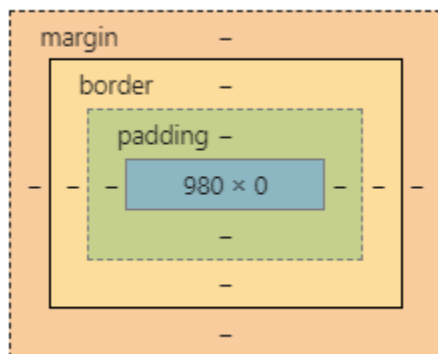 margin –
border –
padding –
– – – 980 × 0 – – –
–
–
–